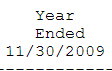 Year
Ended
11/30/2009
------------